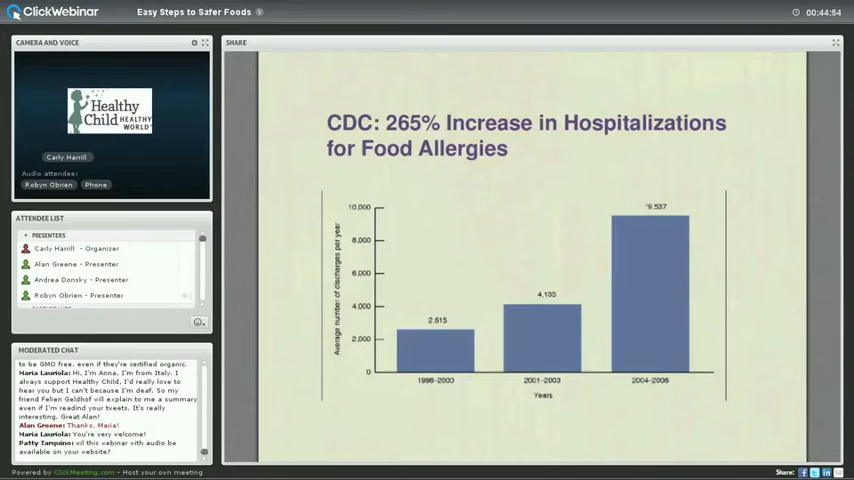 ClickWebinar
Easy Steps to Safer Foods
00:44:54
CAMERA AND VOICE
Healthy
Child HEALTHY
WORLD
Carly Harrill
Audio attendee:
Robyn Obrien
Phone
ATTENDEE LIST
PRESENTERS
Carly Harrill - Organizer
Alan Greene - Presenter
Andrea Donsky - Presenter
Robyn Obrien - Presenter
MODERATED CHAT
to be GMO free, even if they're certified organic.
Maria Lauriola: Hi, I'm Anna, I'm from Italy. I
always support Healthy Child, I'd really love to
hear you but I can't because I'm deaf. So my
friend Felien Geldhof will explain to me a summary
even if I'm readind your tweets. It's really
interesting. Great Alan!
Alan Greene: Thanks, Maria!
Maria Lauriola: You're very welcome!
Patty Tarquino: wil this webinar with audio be
available on your website?
SHARE
CDC: 265% Increase in Hospitalizations
for Food Allergies
Average number of discharges per year
10,000
8,000
6,000
4,000
2,000
0
2,615
4,135
9,537
1998-2000
2001-2003
2004-2006
Years
Powered by ClickMeeting.com - Host your own meeting
Share: